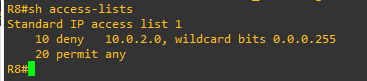 R8#sh access-lists
Standard IP access list 1
    10 deny   10.0.2.0, wildcard bits 0.0.0.255
    20 permit any
R8#